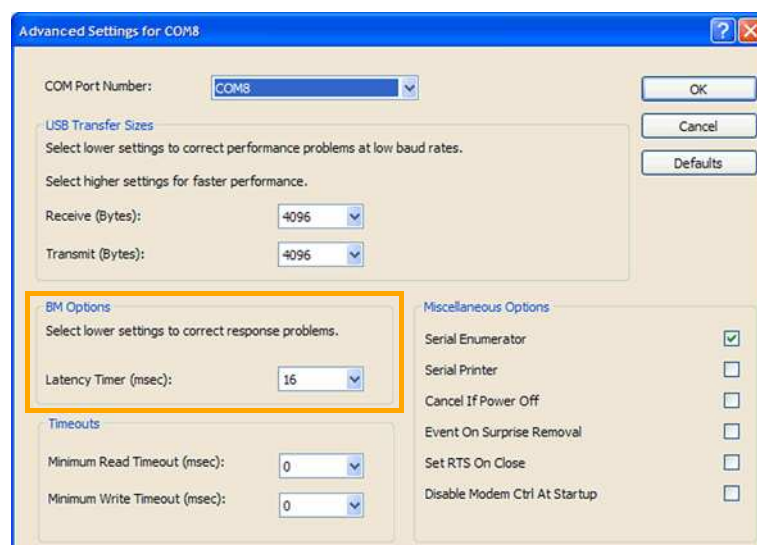 Advanced Settings for COM8
COM Port Number: COM8
OK
USB Transfer Sizes
Cancel
Select lower settings to correct performance problems at low baud rates.
Defaults
Select higher settings for faster performance.
Receive (Bytes): 4096
Transmit (Bytes): 4096
BM Options
Select lower settings to correct response problems.
Latency Timer (msec): 16
Timeouts
Minimum Read Timeout (msec): 0
Minimum Write Timeout (msec): 0
Miscellaneous Options
Serial Enumerator
Serial Printer
Cancel If Power Off
Event On Surprise Removal
Set RTS On Close
Disable Modem Ctrl At Startup